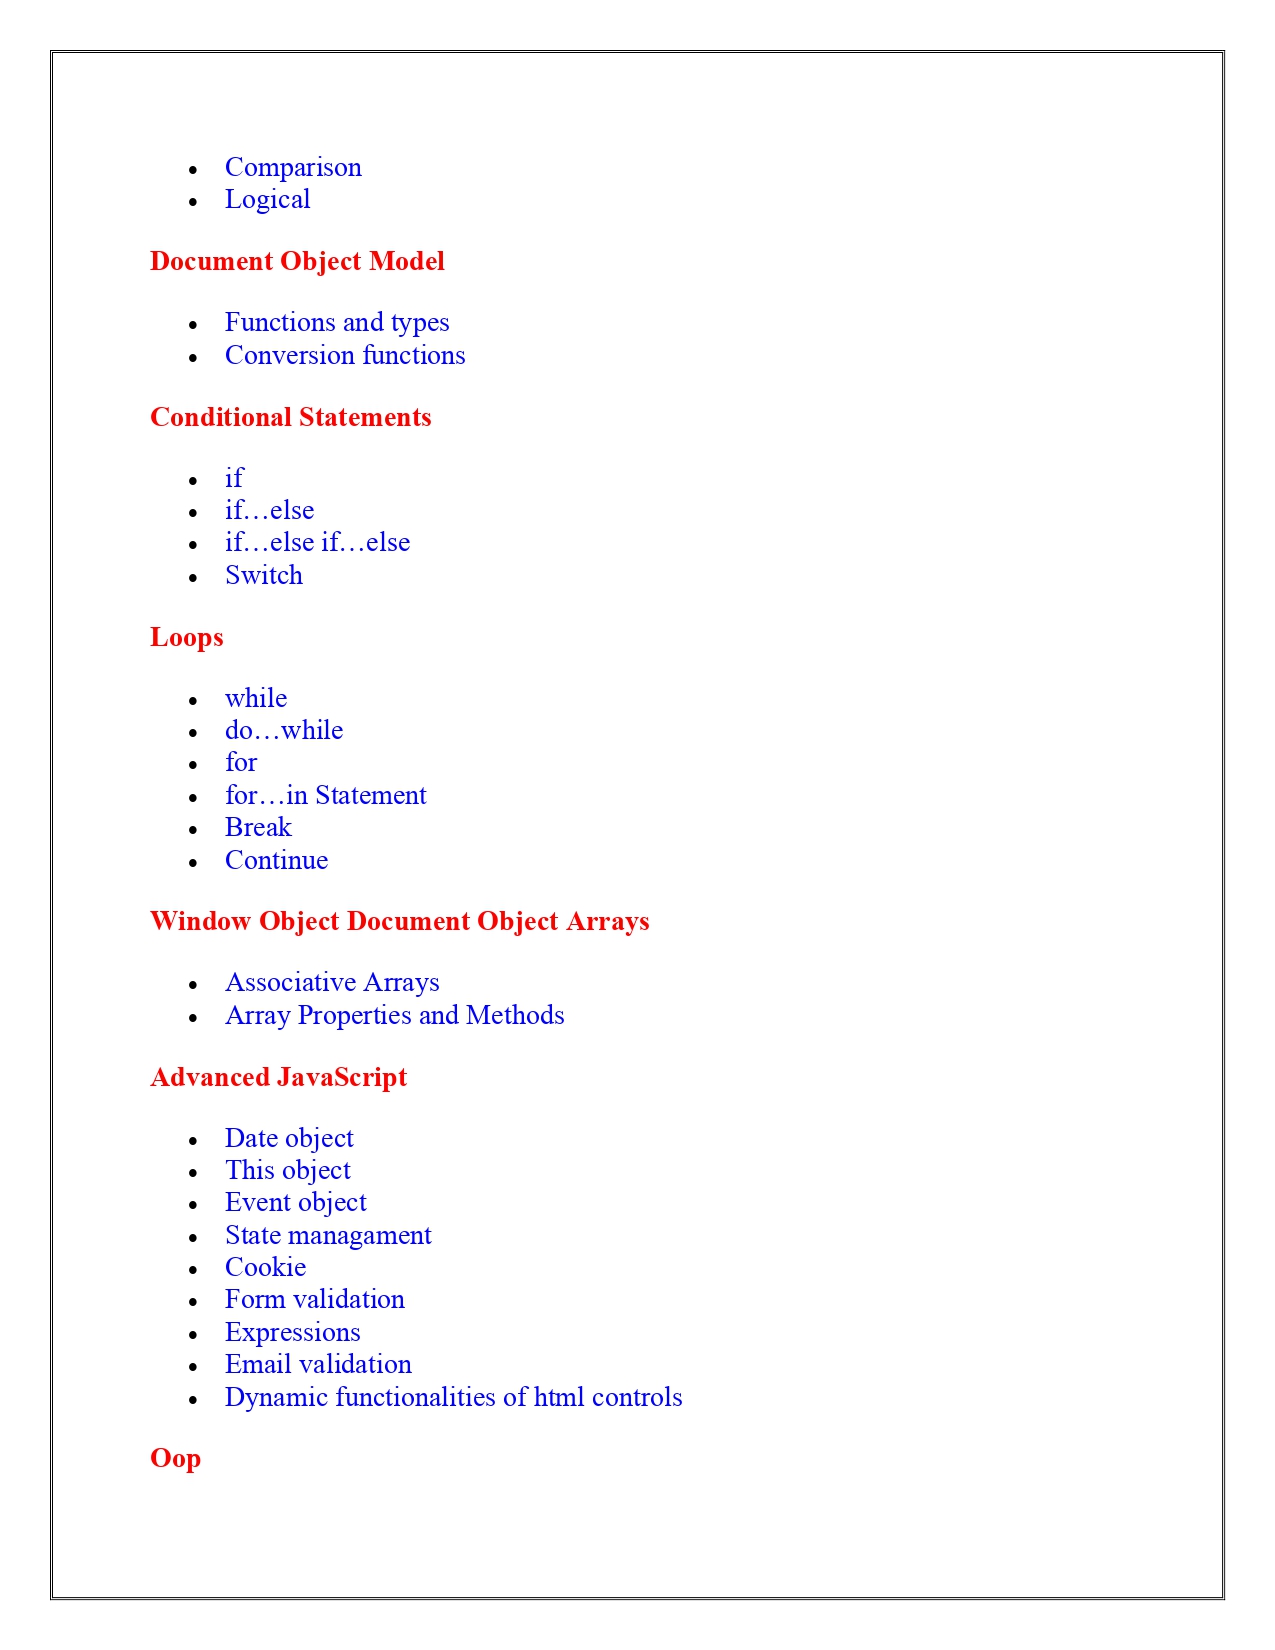 • Comparison
• Logical
Document Object Model
• Functions and types
• Conversion functions
Conditional Statements
• if
• if…else
• if…else if…else
• Switch
Loops
• while
• do…while
• for
• for…in Statement
• Break
• Continue
Window Object Document Object Arrays
• Associative Arrays
• Array Properties and Methods
Advanced JavaScript
• Date object
• This object
• Event object
• State managament
• Cookie
• Form validation
• Expressions
• Email validation
• Dynamic functionalities of html controls
Oop